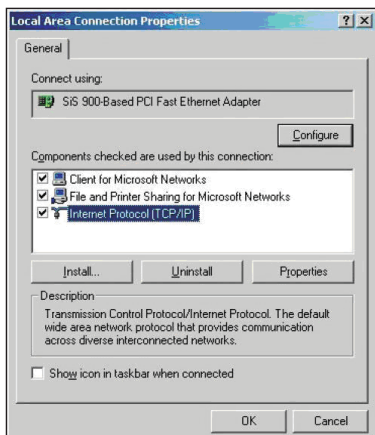 Local Area Connection Properties
General
Connect using:
SiS 900-Based PCI Fast Ethernet Adapter
Configure
Components checked are used by this connection:
Client for Microsoft Networks
File and Printer Sharing for Microsoft Networks
Internet Protocol (TCP/IP)
Install...
Uninstall
Properties
Description
Transmission Control Protocol/Internet Protocol. The default
wide area network protocol that provides communication
across diverse interconnected networks.
Show icon in taskbar when connected
OK
Cancel